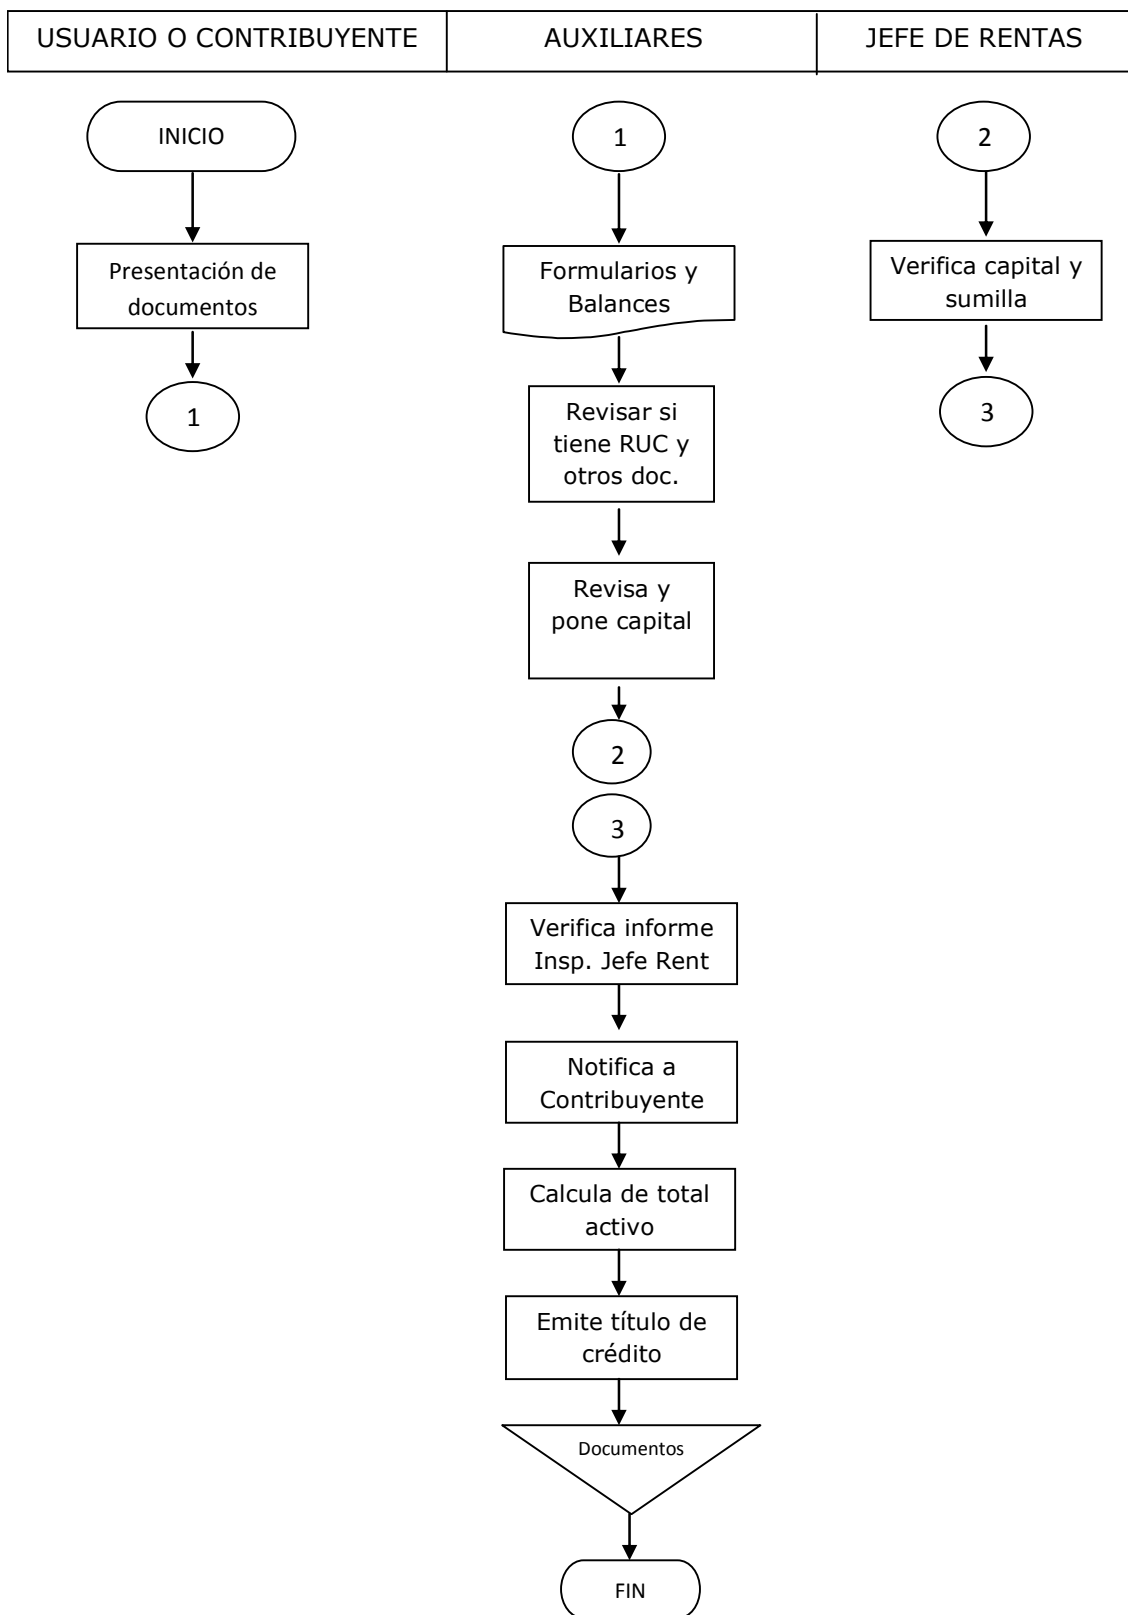 USUARIO O CONTRIBUYENTE
AUXILIARES
JEFE DE RENTAS
INICIO
Presentación de
documentos
1
1
Formularios y
Balances
Revisar si
tiene RUC y
otros doc.
Revisa y
pone capital
2
3
Verifica informe
Insp. Jefe Rent
Notifica a
Contribuyente
Calcula de total
activo
Emite título de
crédito
Documentos
FIN
2
Verifica capital y
sumilla
3